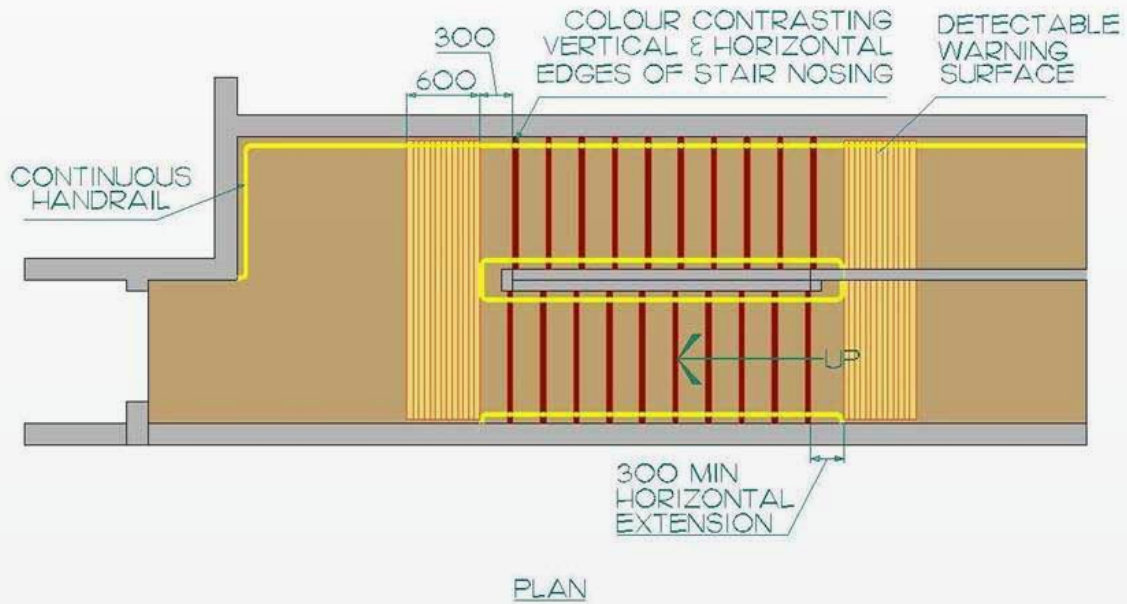 COLOUR CONTRASTING
VERTICAL & HORIZONTAL
EDGES OF STAIR NOSING
DETECTABLE
WARNING
SURFACE
300
600
CONTINUOUS
HANDRAIL
UP
300 MIN
HORIZONTAL
EXTENSION
PLAN